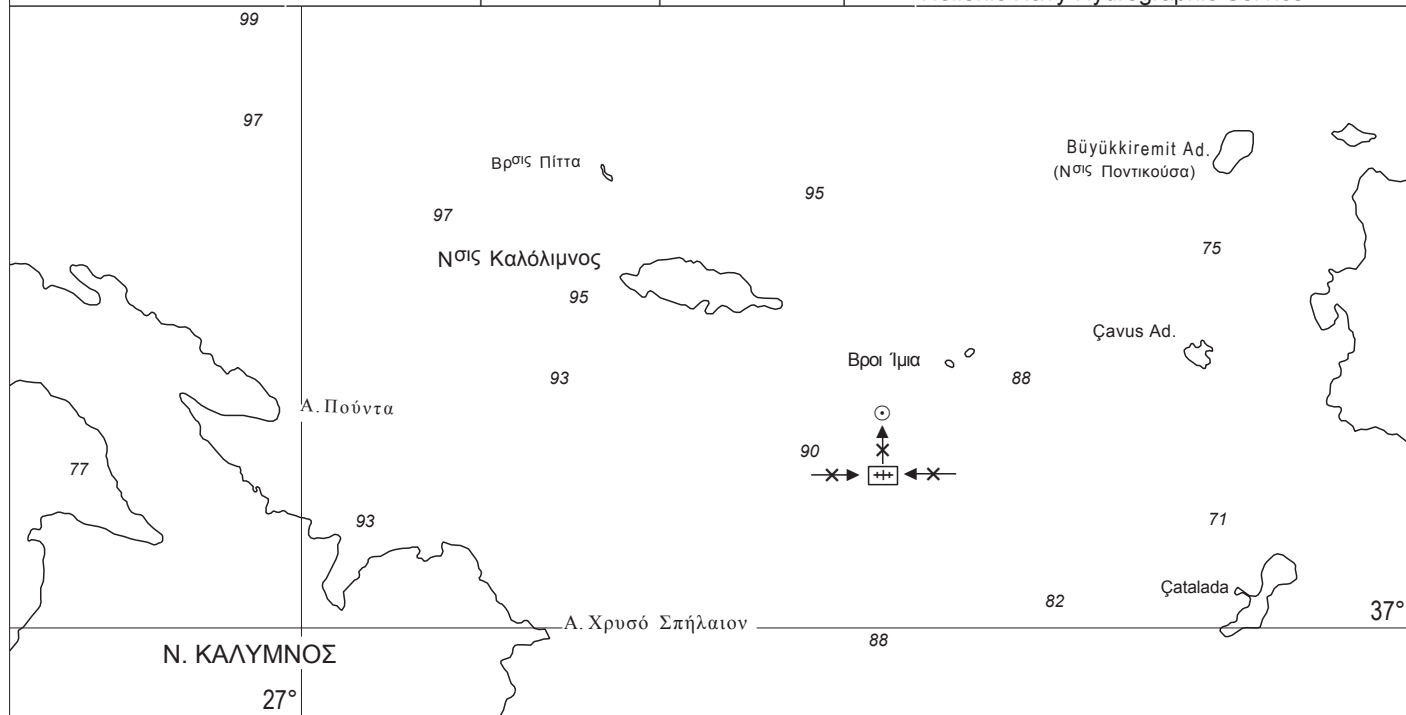 99
97
Βρσις Πίττα
95
Büyükkiremit Ad.
(Νσις Ποντικούσα)
97
75
Νσις Καλόλιμνος
95
Çavus Ad.
Βροι Ίμια
93
88
Α. Πούντα
90
77
93
71
Çatalada
82
37°
Α. Χρυσό Σπήλαιον
88
Ν. ΚΑΛΥΜΝΟΣ
27°